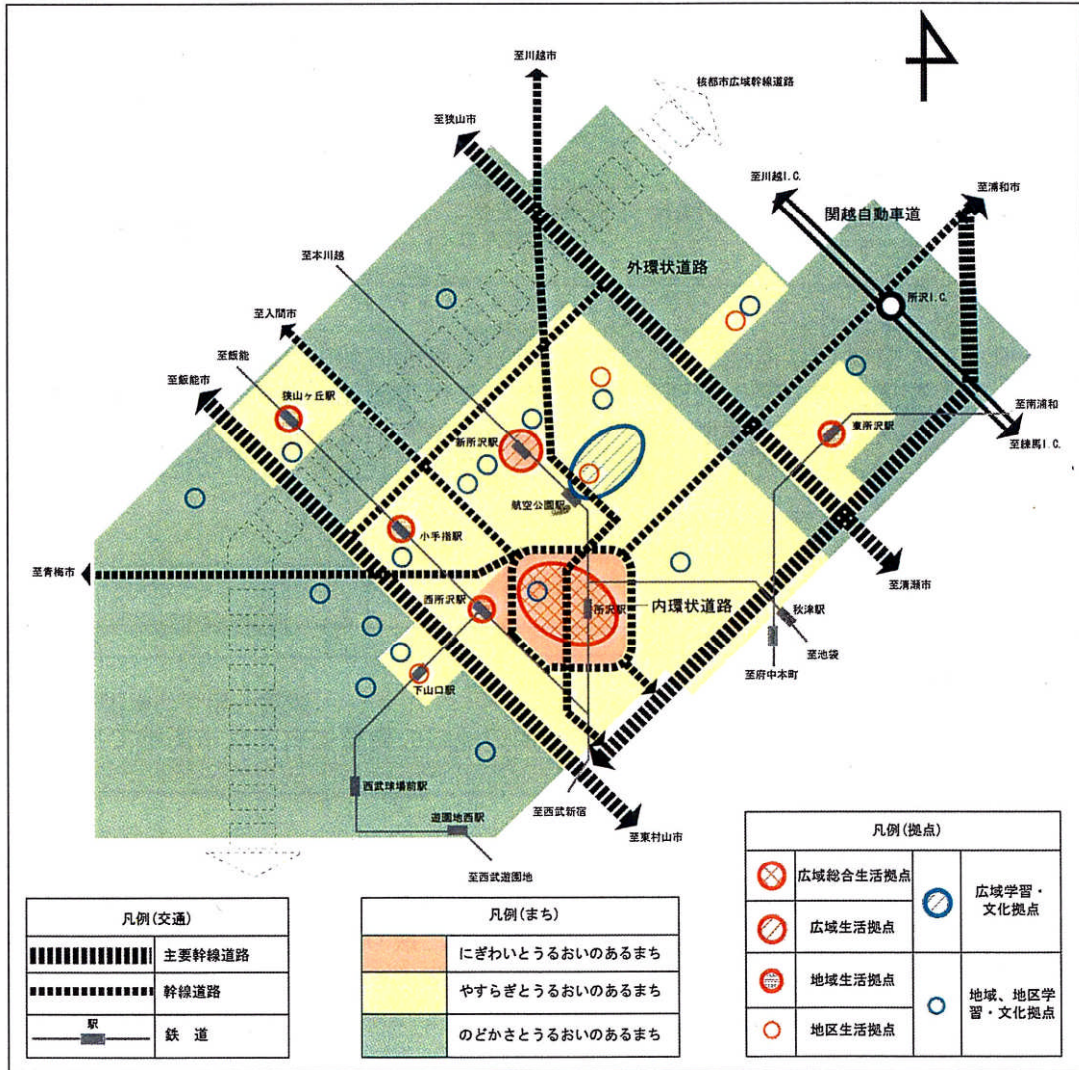 至川越市
核都市広域幹線道路
至狭山市
至川越I.C.
至浦和市
関越自動車道
至本川越
外環状道路
所沢I.C.
至入間市
至飯能
至飯能市
狭山ヶ丘駅
新所沢駅
東所沢駅
至南浦和
至練馬I.C.
航空公園駅
小手指駅
至青梅市
至清瀬市
西所沢駅
所沢駅
内環状道路
秋津駅
至池袋
至府中本町
下山口駅
西武球場前駅
遊園地西駅
至西武新宿
至東村山市
至西武遊園地
凡例(交通)
主要幹線道路
幹線道路
駅
鉄 道
凡例(まち)
にぎわいとうるおいのあるまち
やすらぎとうるおいのあるまち
のどかさとうるおいのあるまち
凡例(拠点)
広域総合生活拠点
広域生活拠点
地域生活拠点
地区生活拠点
広域学習・
文化拠点
地域、地区学
習・文化拠点